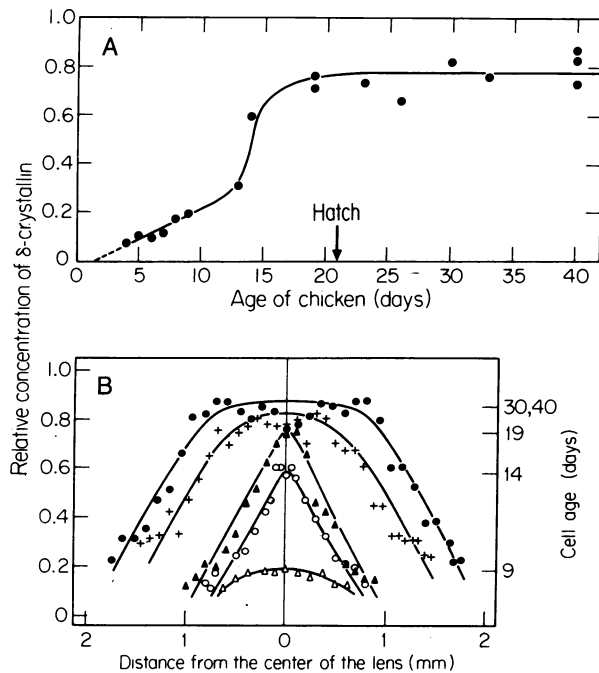 A
1.0
0.8
0.6
0.4
0.2
0
Hatch
1 5 10 15 20 25 30 35 40
Age of chicken (days)
Relative concentration of δ-crystallin
B
1.0
0.8
0.6
0.4
0.2
0
30,40
19
14
9
Cell age (days)
2 1 0 1 2
Distance from the center of the lens (mm)